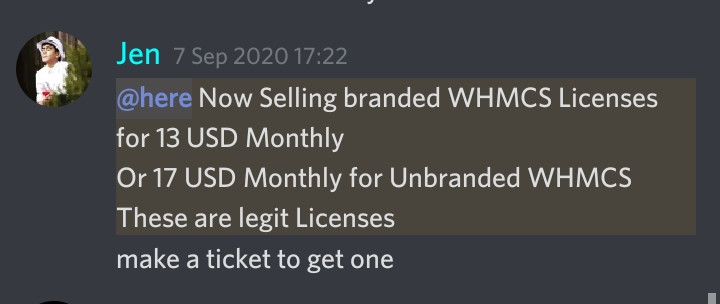 Jen 7 Sep 2020 17:22
@here Now Selling branded WHMCS Licenses
for 13 USD Monthly
Or 17 USD Monthly for Unbranded WHMCS
These are legit Licenses
make a ticket to get one